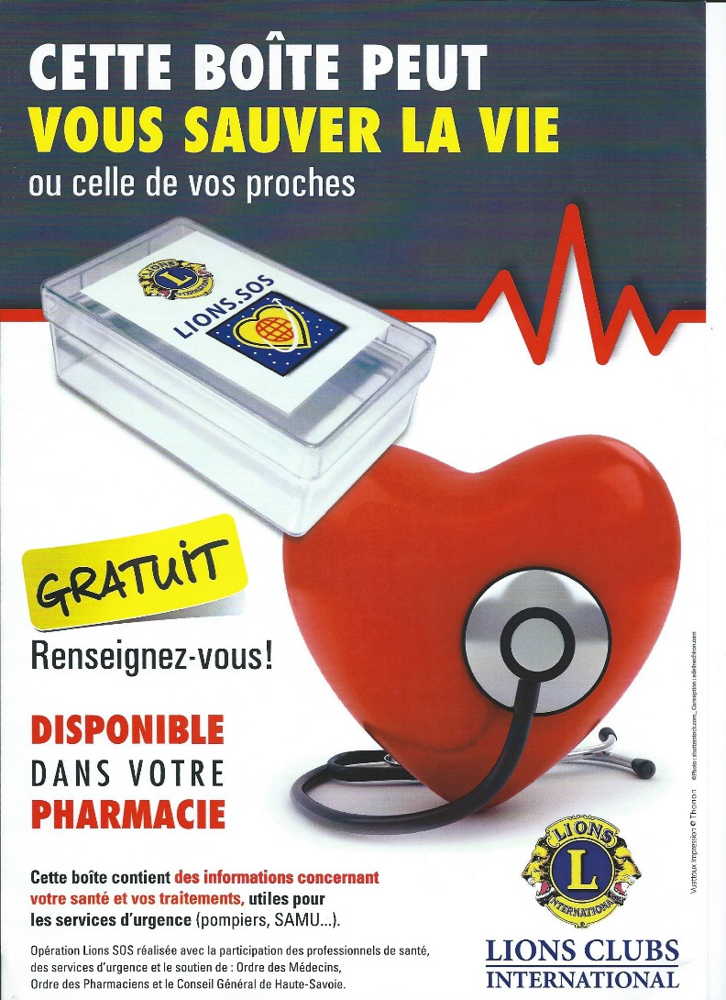 CETTE BOÎTE PEUT
VOUS SAUVER LA VIE
ou celle de vos proches
LIONS
L
INTERNATIONAL
LIONS.SOS
GRATUIT
Renseignez-vous!
DISPONIBLE
DANS VOTRE
PHARMACIE
Cette boîte contient des informations concernant
votre santé et vos traitements, utiles pour
les services d'urgence (pompiers, SAMU...).
Opération Lions SOS réalisée avec la participation des professionnels de santé,
des services d'urgence et le soutien de : Ordre des Médecins,
Ordre des Pharmaciens et le Conseil Général de Haute-Savoie.
LIONS
L
INTERNATIONAL
LIONS CLUBS
INTERNATIONAL
Vuattoux Impression © Thonon ©Photo : shutterstock.com_